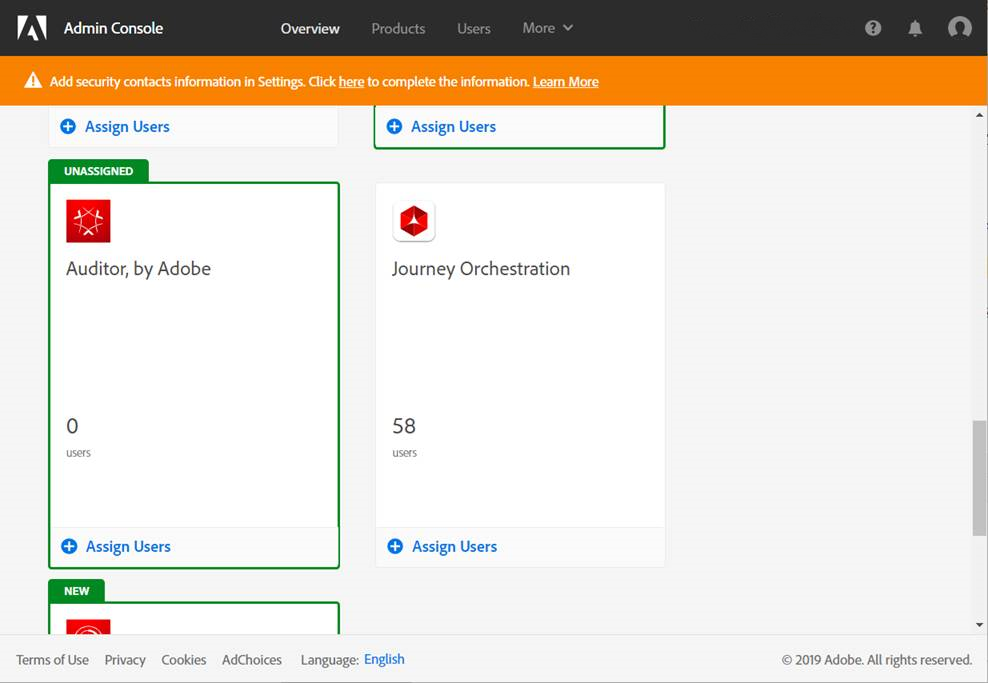 Admin Console
Overview Products Users More
Add security contacts information in Settings. Click here to complete the information. Learn More
Assign Users Assign Users
UNASSIGNED
Auditor, by Adobe Journey Orchestration
0 58
users users
Assign Users Assign Users
NEW
Terms of Use Privacy Cookies AdChoices Language: English © 2019 Adobe. All rights reserved.